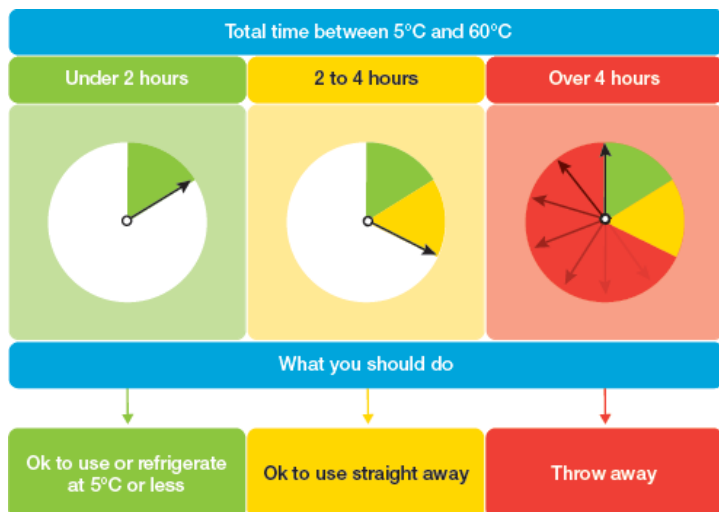 Total time between 5°C and 60°C
Under 2 hours
2 to 4 hours
Over 4 hours
What you should do
Ok to use or refrigerate
at 5°C or less
Ok to use straight away
Throw away